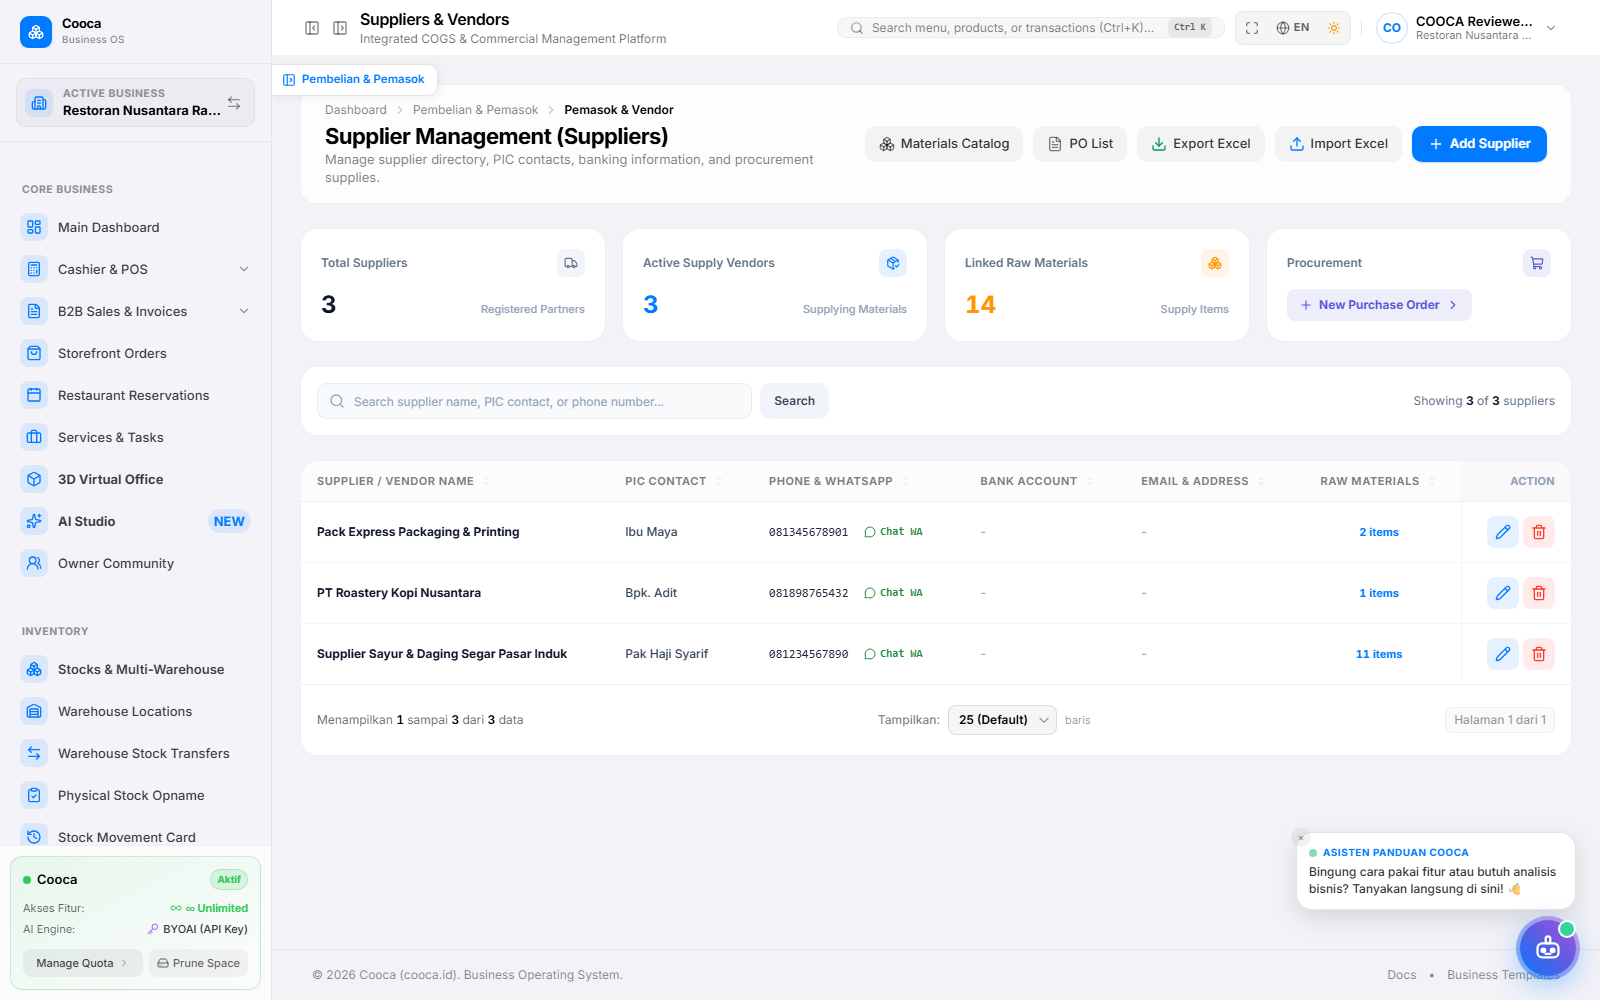 Cooca
Business OS
ACTIVE BUSINESS
Restoran Nusantara Ra...
CORE BUSINESS
Main Dashboard
Cashier & POS
B2B Sales & Invoices
Storefront Orders
Restaurant Reservations
Services & Tasks
3D Virtual Office
AI Studio NEW
Owner Community
INVENTORY
Stocks & Multi-Warehouse
Warehouse Locations
Warehouse Stock Transfers
Physical Stock Opname
Stock Movement Card
Cooca Aktif
Akses Fitur: ∞ ∞ Unlimited
AI Engine: BYOAI (API Key)
Manage Quota Prune Space
Suppliers & Vendors
Integrated COGS & Commercial Management Platform
Search menu, products, or transactions (Ctrl+K)... Ctrl K
EN
CO
COOCA Reviewe...
Restoran Nusantara ...
Pembelian & Pemasok
Dashboard Pembelian & Pemasok Pemasok & Vendor
Supplier Management (Suppliers)
Manage supplier directory, PIC contacts, banking information, and procurement
supplies.
Materials Catalog PO List Export Excel Import Excel Add Supplier
Total Suppliers
3 Registered Partners
Active Supply Vendors
3 Supplying Materials
Linked Raw Materials
14 Supply Items
Procurement
New Purchase Order
Search supplier name, PIC contact, or phone number... Search
Showing 3 of 3 suppliers
SUPPLIER / VENDOR NAME PIC CONTACT PHONE & WHATSAPP BANK ACCOUNT EMAIL & ADDRESS RAW MATERIALS ACTION
Pack Express Packaging & Printing Ibu Maya 081345678901 Chat WA - - 2 items
PT Roastery Kopi Nusantara Bpk. Adit 081898765432 Chat WA - - 1 items
Supplier Sayur & Daging Segar Pasar Induk Pak Haji Syarif 081234567890 Chat WA - - 11 items
Menampilkan 1 sampai 3 dari 3 data Tampilkan: 25 (Default) baris Halaman 1 dari 1
ASISTEN PANDUAN COOCA
Bingung cara pakai fitur atau butuh analisis
bisnis? Tanyakan langsung di sini! 👋
© 2026 Cooca (cooca.id). Business Operating System.
Docs • Business Templates